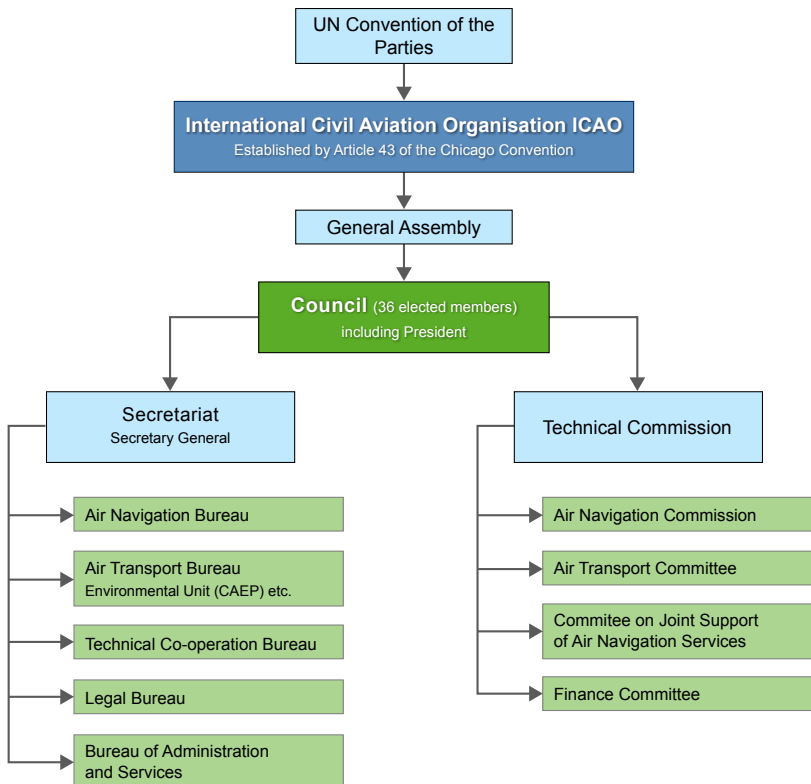 UN Convention of the
Parties
International Civil Aviation Organisation ICAO
Established by Article 43 of the Chicago Convention
General Assembly
Council (36 elected members)
including President
Secretariat
Secretary General
Air Navigation Bureau
Air Transport Bureau
Environmental Unit (CAEP) etc.
Technical Co-operation Bureau
Legal Bureau
Bureau of Administration
and Services
Technical Commission
Air Navigation Commission
Air Transport Committee
Commitee on Joint Support
of Air Navigation Services
Finance Committee